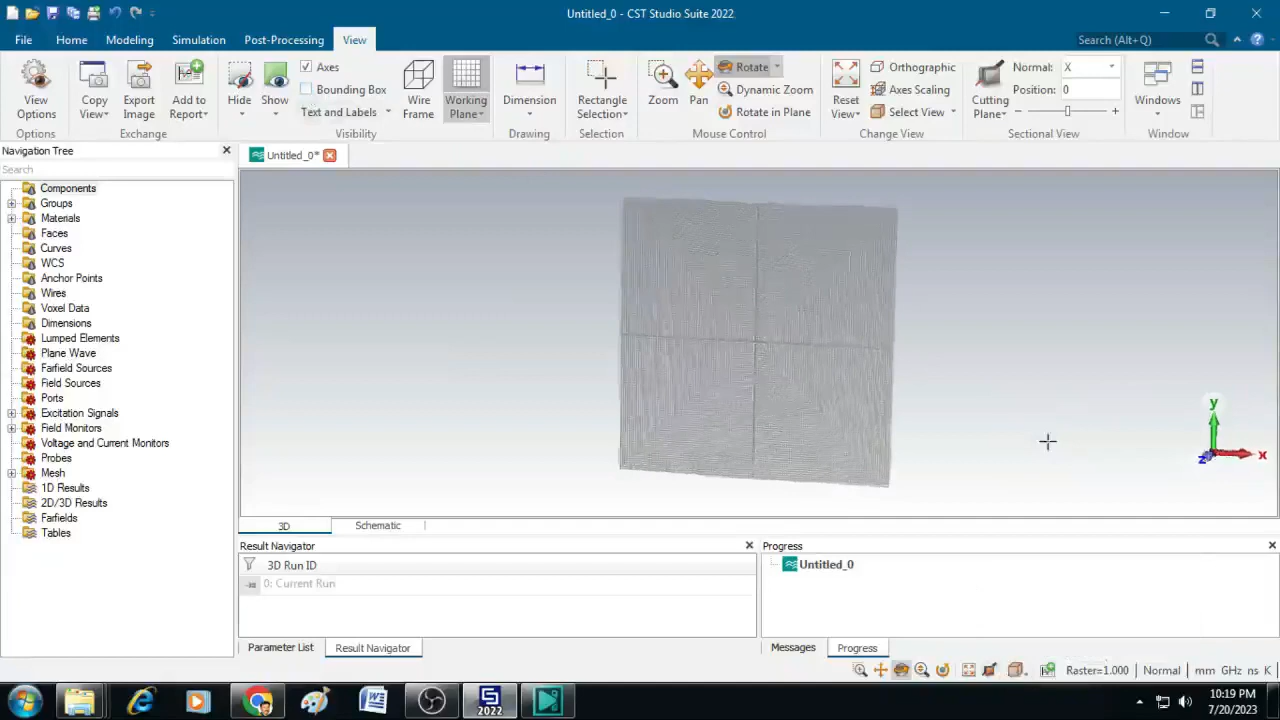 Untitled_0 - CST Studio Suite 2022
File Home Modeling Simulation Post-Processing View Search (Alt+Q)
View Options
Copy View
Export Image
Add to Report
Exchange
Options
Hide
Show
Axes
Bounding Box
Text and Labels
Wire Frame
Working Plane
Visibility
Dimension
Drawing
Rectangle Selection
Selection
Zoom
Pan
Rotate
Dynamic Zoom
Rotate in Plane
Mouse Control
Reset View
Orthographic
Axes Scaling
Select View
Change View
Cutting Plane
Normal: X
Position: 0
Sectional View
Windows
Window
Navigation Tree
Search
Untitled_0*
Components
Groups
Materials
Faces
Curves
WCS
Anchor Points
Wires
Voxel Data
Dimensions
Lumped Elements
Plane Wave
Farfield Sources
Field Sources
Ports
Excitation Signals
Field Monitors
Voltage and Current Monitors
Probes
Mesh
1D Results
2D/3D Results
Farfields
Tables
y
z
x
3D Schematic
Result Navigator
3D Run ID
0: Current Run
Parameter List Result Navigator
Progress
Untitled_0
Messages Progress
Raster=1.000 Normal mm GHz ns K
2022
10:19 PM
7/20/2023